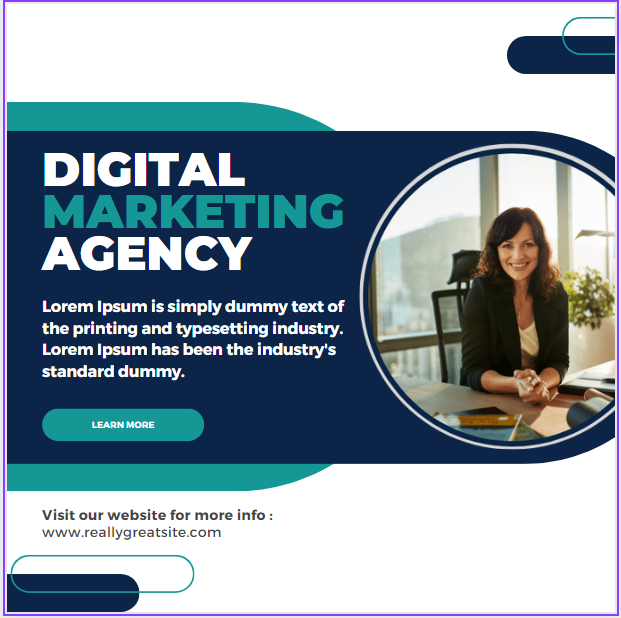 DIGITAL
MARKETING
AGENCY
Lorem Ipsum is simply dummy text of
the printing and typesetting industry.
Lorem Ipsum has been the industry's
standard dummy.
LEARN MORE
Visit our website for more info :
www.reallygreatsite.com